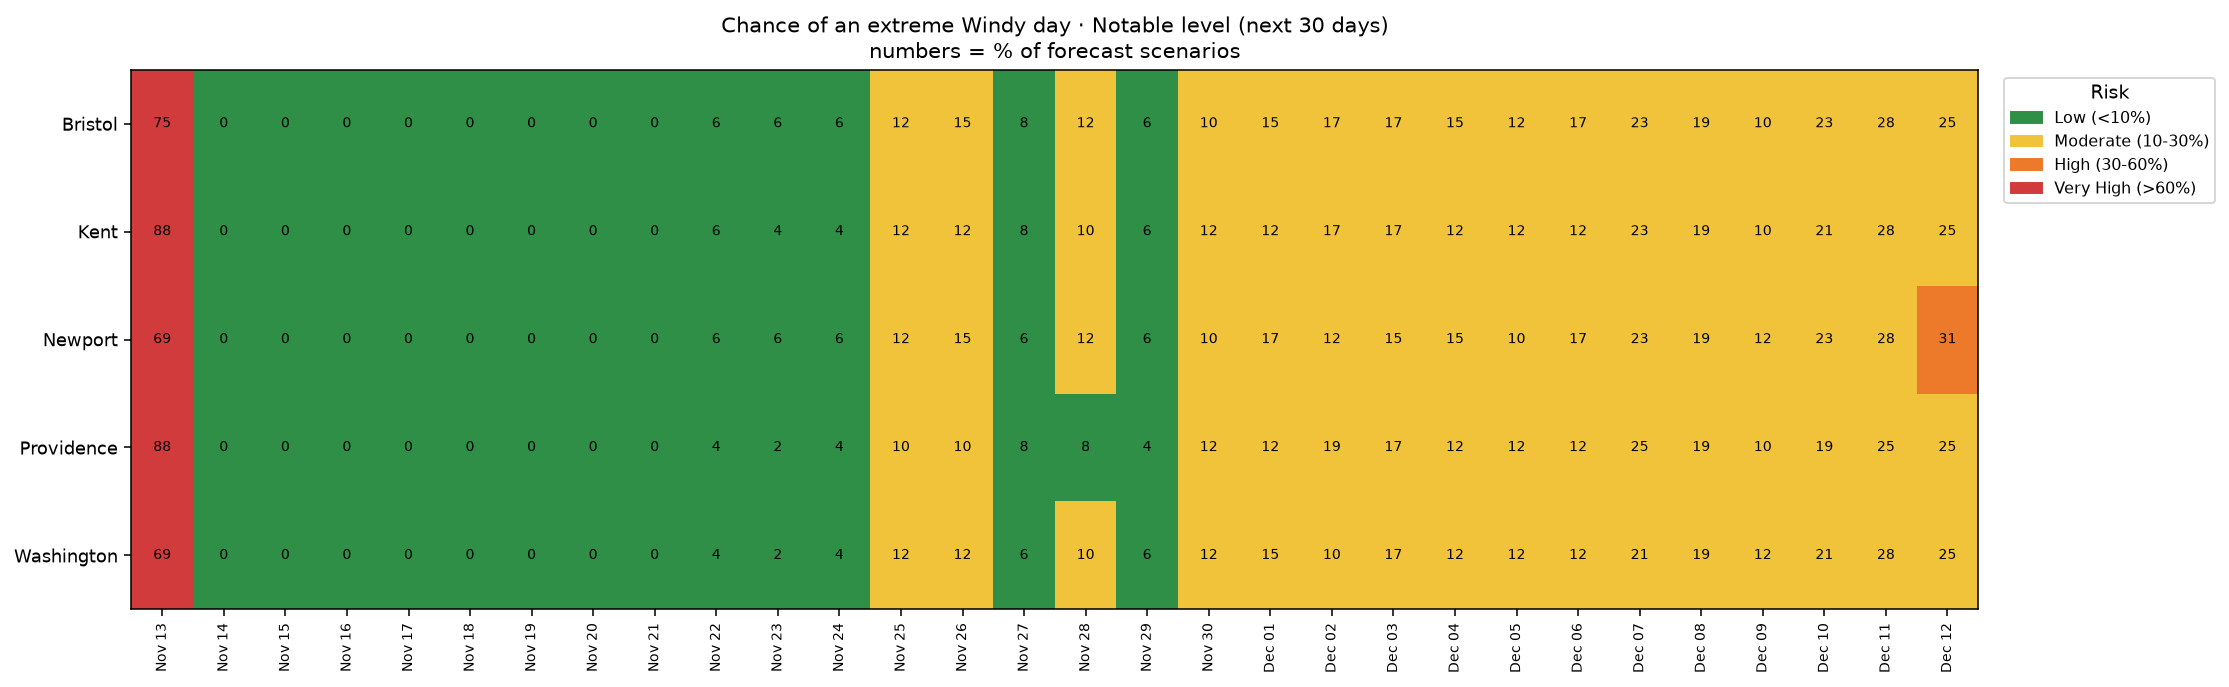 Chance of an extreme Windy day · Notable level (next 30 days)
numbers = % of forecast scenarios
Bristol 75 0 0 0 0 0 0 0 0 6 6 6 12 15 8 12 6 10 15 17 17 15 12 17 23 19 10 23 28 25
Kent 88 0 0 0 0 0 0 0 0 6 4 4 12 12 8 10 6 12 12 17 17 12 12 12 23 19 10 21 28 25
Newport 69 0 0 0 0 0 0 0 0 6 6 6 12 15 6 12 6 10 17 12 15 15 10 17 23 19 12 23 28 31
Providence 88 0 0 0 0 0 0 0 0 4 2 4 10 10 8 8 4 12 12 19 17 12 12 12 25 19 10 19 25 25
Washington 69 0 0 0 0 0 0 0 0 4 2 4 12 12 6 10 6 12 15 10 17 12 12 12 21 19 12 21 28 25
Nov 13 Nov 14 Nov 15 Nov 16 Nov 17 Nov 18 Nov 19 Nov 20 Nov 21 Nov 22 Nov 23 Nov 24 Nov 25 Nov 26 Nov 27 Nov 28 Nov 29 Nov 30 Dec 01 Dec 02 Dec 03 Dec 04 Dec 05 Dec 06 Dec 07 Dec 08 Dec 09 Dec 10 Dec 11 Dec 12
Risk
Low (<10%)
Moderate (10-30%)
High (30-60%)
Very High (>60%)